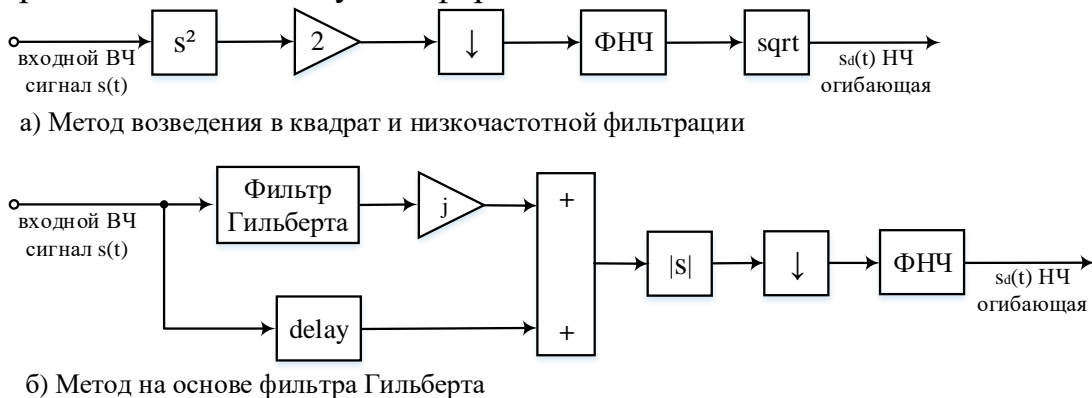 s²
2
↓
ФНЧ
sqrt
входной ВЧ
сигнал s(t)
sd(t) НЧ
огибающая
а) Метод возведения в квадрат и низкочастотной фильтрации
Фильтр
Гильберта
j
+
входной ВЧ
сигнал s(t)
|s|
↓
ФНЧ
sd(t) НЧ
огибающая
delay
+
б) Метод на основе фильтра Гильберта